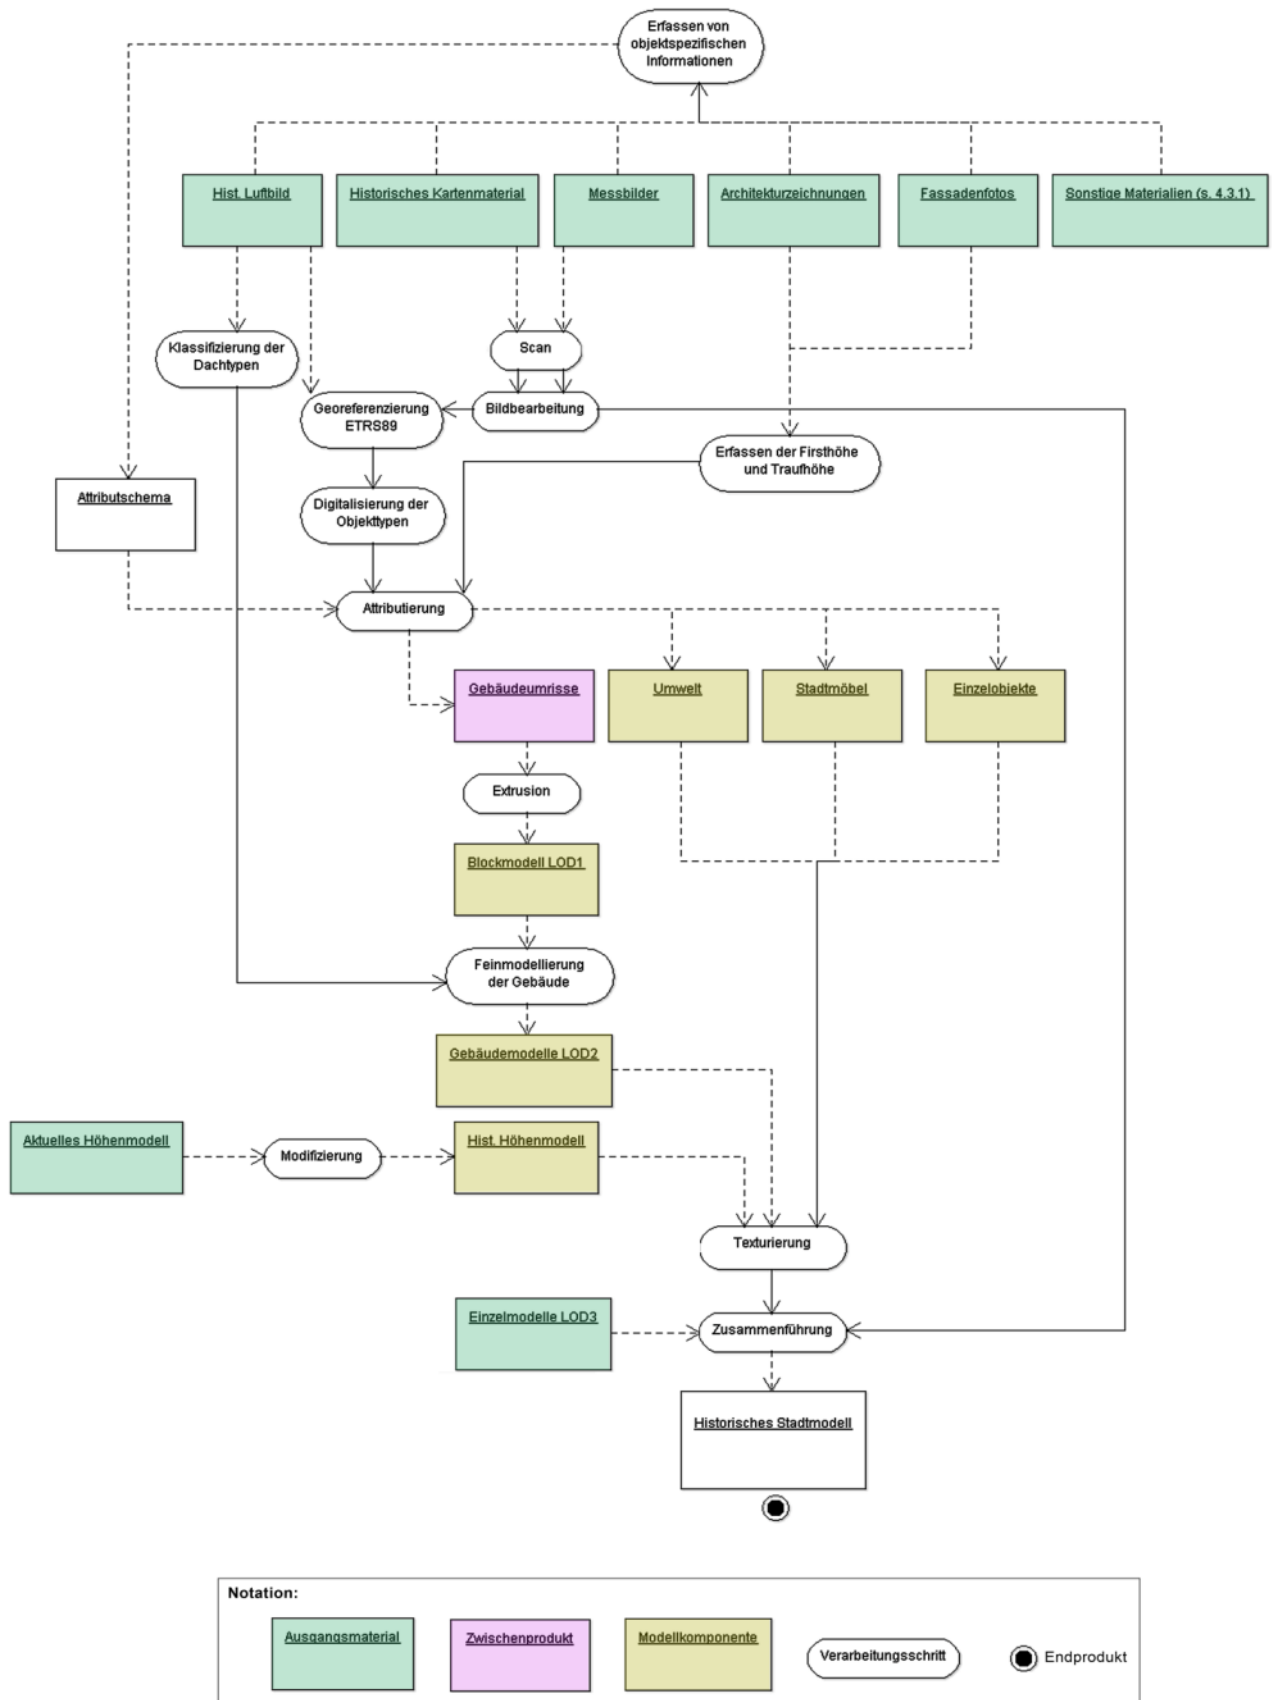 Erfassen von
objektspezifischen
Informationen
Hist. Luftbild
Historisches Kartenmaterial
Messbilder
Architekturzeichnungen
Fassadenfotos
Sonstige Materialien (s. 4.3.1)
Klassifizierung der
Dachtypen
Scan
Georeferenzierung
ETRS89
Bildbearbeitung
Erfassen der Firsthöhe
und Traufhöhe
Attributschema
Digitalisierung der
Objekttypen
Attributierung
Gebäudeumrisse
Umwelt
Stadtmöbel
Einzelobjekte
Extrusion
Blockmodell LOD1
Feinmodellierung
der Gebäude
Gebäudemodelle LOD2
Aktuelles Höhenmodell
Modifizierung
Hist. Höhenmodell
Texturierung
Einzelmodelle LOD3
Zusammenführung
Historisches Stadtmodell
Notation:
Ausgangsmaterial
Zwischenprodukt
Modellkomponente
Verarbeitungsschritt
Endprodukt